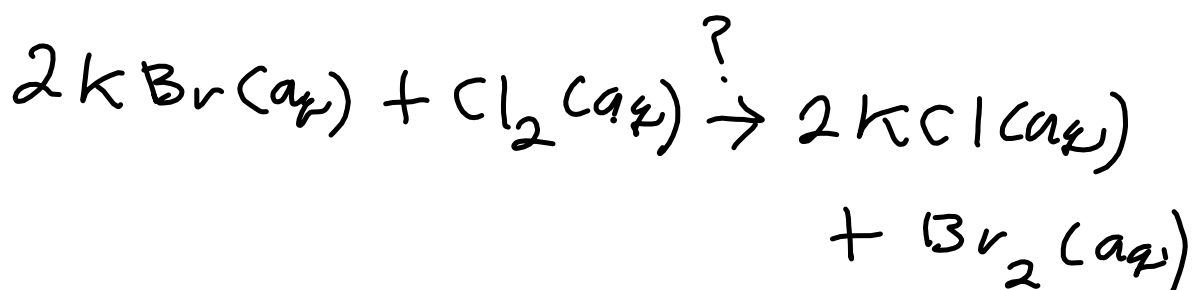 2KBr(aq) + Cl₂(aq) →? 2KCl(aq)
+ Br₂(aq)